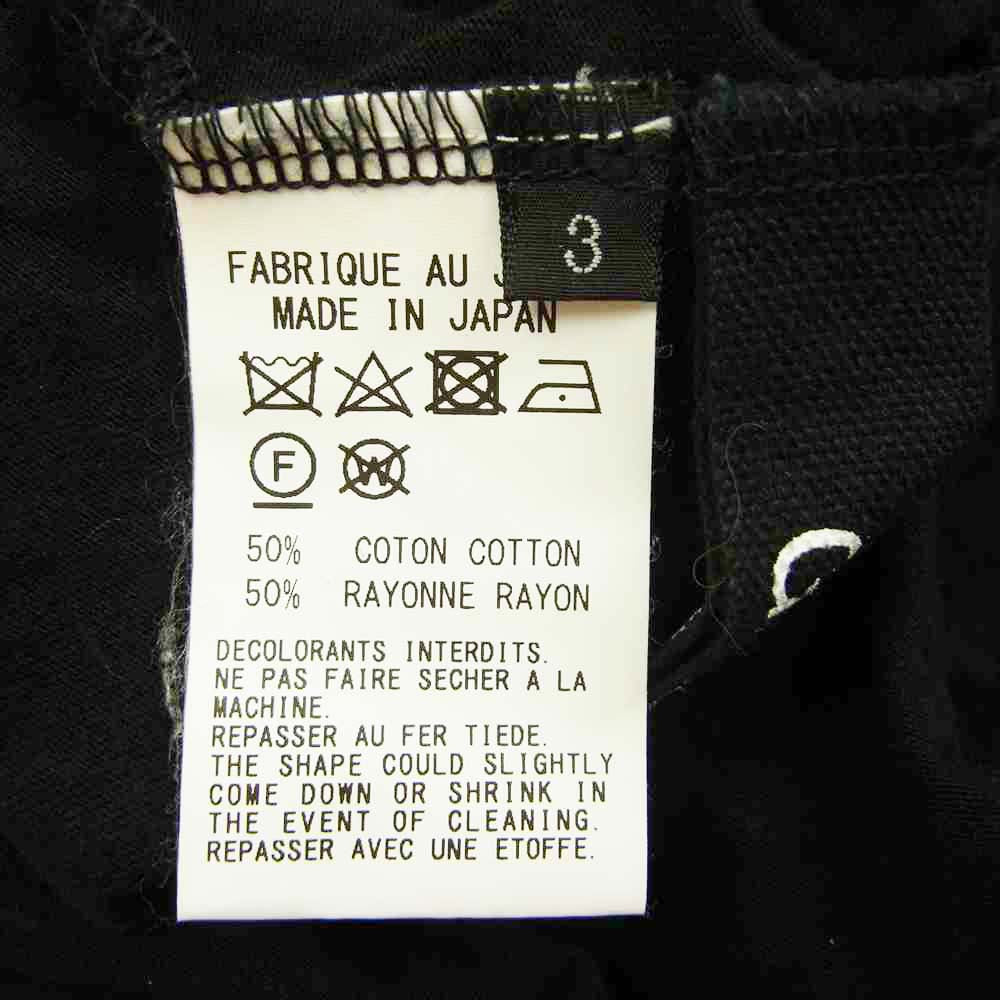 3
FABRIQUE AU
MADE IN JAPAN
F
W
50% COTON COTTON
50% RAYONNE RAYON
DECOLORANTS INTERDITS.
NE PAS FAIRE SECHER A LA
MACHINE.
REPASSER AU FER TIEDE.
THE SHAPE COULD SLIGHTLY
COME DOWN OR SHRINK IN
THE EVENT OF CLEANING.
REPASSER AVEC UNE ETOFFE.